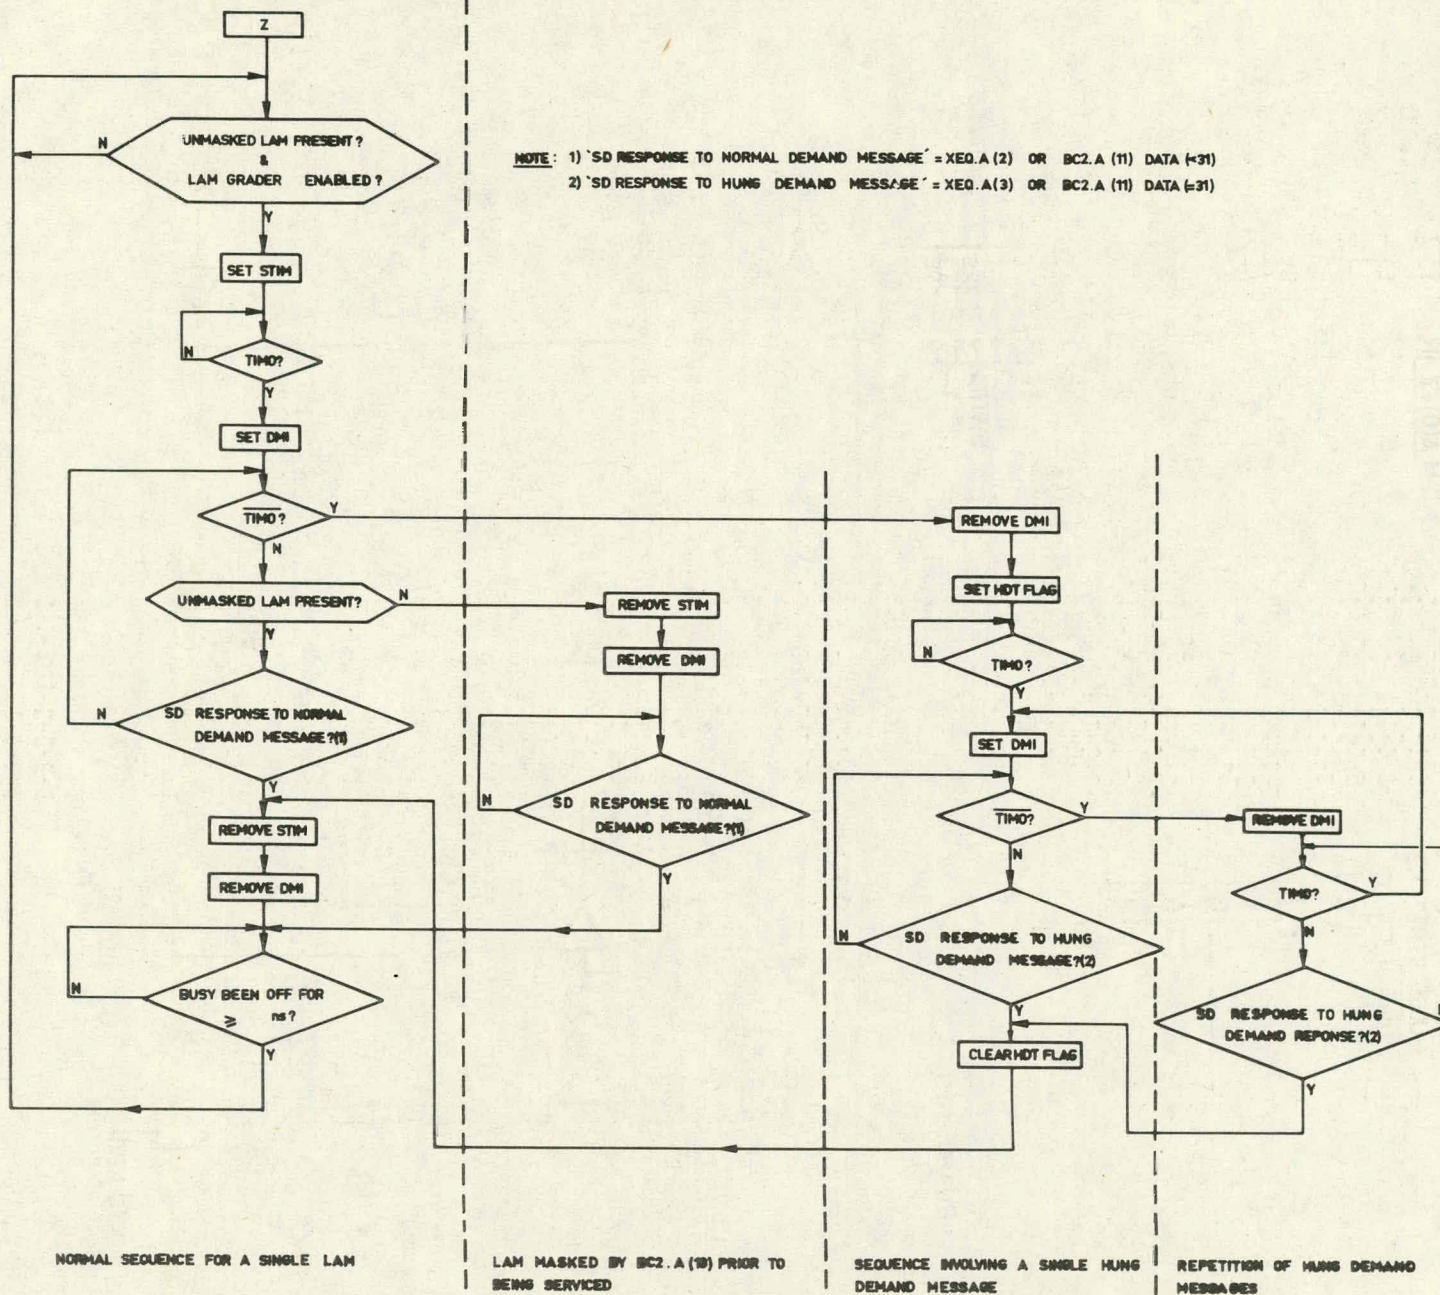 Z
UNMASKED LAM PRESENT?
&
LAM GRADER ENABLED?
N
Y
SET STIM
TIMO?
N
Y
SET DMI
TIMO?
Y
N
UNMASKED LAM PRESENT?
N
Y
SD RESPONSE TO NORMAL
DEMAND MESSAGE?(1)
N
Y
REMOVE STIM
REMOVE DMI
BUSY BEEN OFF FOR
≥ ns?
N
Y
NORMAL SEQUENCE FOR A SINGLE LAM
NOTE: 1) `SD RESPONSE TO NORMAL DEMAND MESSAGE´ = XEQ.A(2) OR BC2.A (11) DATA (<31)
2) `SD RESPONSE TO HUNG DEMAND MESSAGE´ = XEQ.A(3) OR BC2.A (11) DATA (=31)
REMOVE STIM
REMOVE DMI
SD RESPONSE TO NORMAL
DEMAND MESSAGE?(1)
N
Y
LAM MASKED BY BC2.A PRIOR TO
BEING SERVICED
REMOVE DMI
SET HDT FLAG
TIMO?
N
Y
SET DMI
TIMO?
Y
N
SD RESPONSE TO HUNG
DEMAND MESSAGE?(2)
N
Y
CLEAR HDT FLAG
SEQUENCE INVOLVING A SINGLE HUNG
DEMAND MESSAGE
REMOVE DMI
TIMO?
Y
N
SD RESPONSE TO HUNG
DEMAND REPONSE?(2)
Y
REPETITION OF HUNG DEMAND
MESSAGES